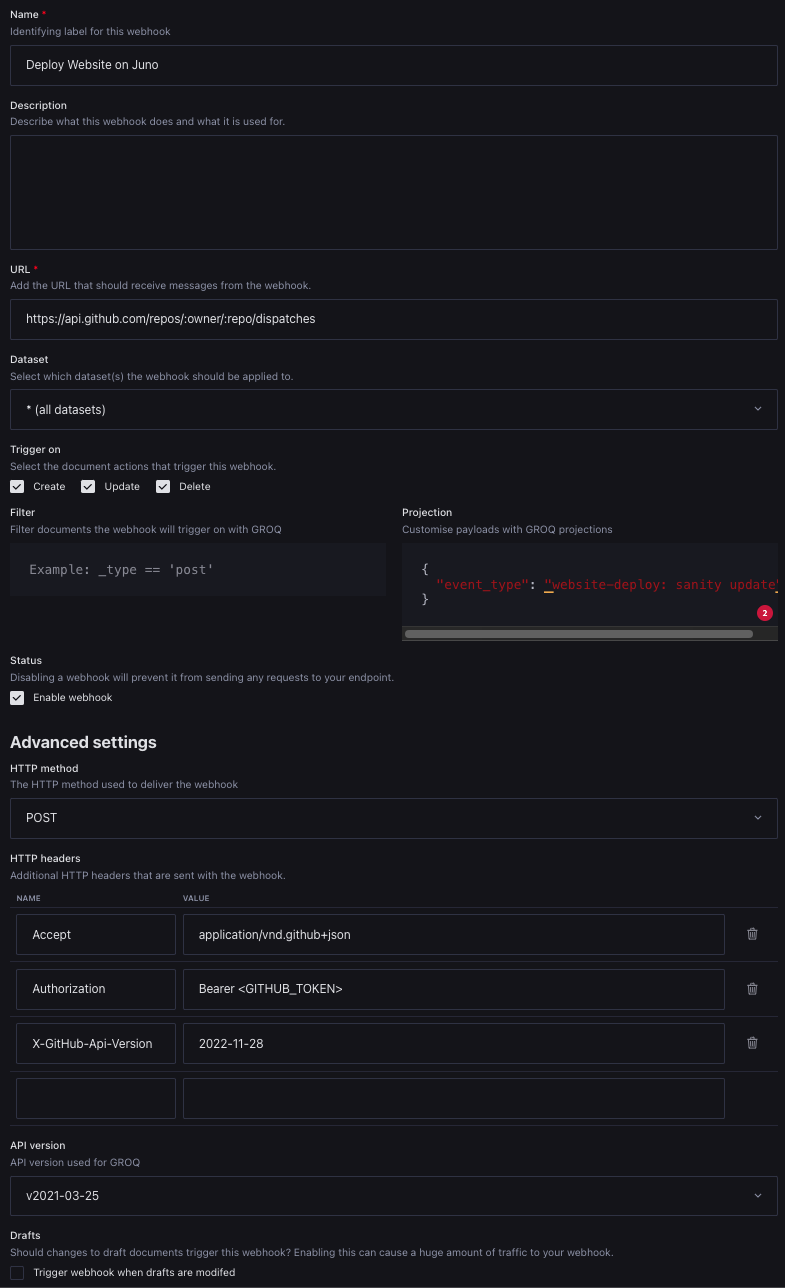 Name *
Identifying label for this webhook
Deploy Website on Juno
Description
Describe what this webhook does and what it is used for.
URL *
Add the URL that should receive messages from the webhook.
https://api.github.com/repos/:owner/:repo/dispatches
Dataset
Select which dataset(s) the webhook should be applied to.
* (all datasets)
Trigger on
Select the document actions that trigger this webhook.
Create Update Delete
Filter
Filter documents the webhook will trigger on with GROQ
Example: _type == 'post'
Projection
Customise payloads with GROQ projections
{
"event_type": "website-deploy: sanity update"
}
2
Status
Disabling a webhook will prevent it from sending any requests to your endpoint.
Enable webhook
Advanced settings
HTTP method
The HTTP method used to deliver the webhook
POST
HTTP headers
Additional HTTP headers that are sent with the webhook.
NAME VALUE
Accept application/vnd.github+json
Authorization Bearer <GITHUB_TOKEN>
X-GitHub-Api-Version 2022-11-28
API version
API version used for GROQ
v2021-03-25
Drafts
Should changes to draft documents trigger this webhook? Enabling this can cause a huge amount of traffic to your webhook.
Trigger webhook when drafts are modifed